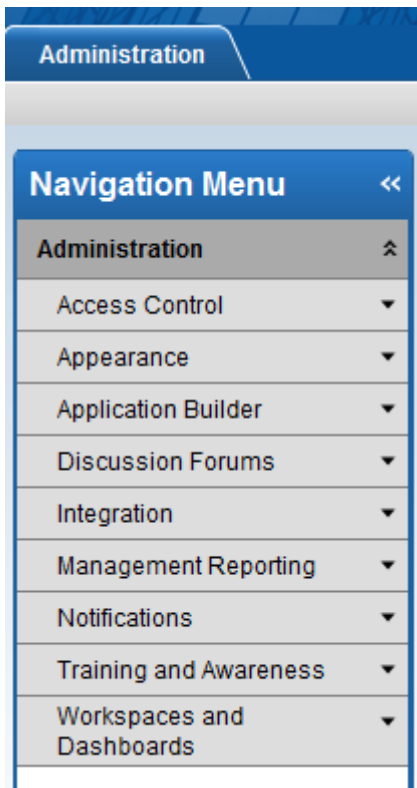 Administration
Navigation Menu
Administration
Access Control
Appearance
Application Builder
Discussion Forums
Integration
Management Reporting
Notifications
Training and Awareness
Workspaces and
Dashboards